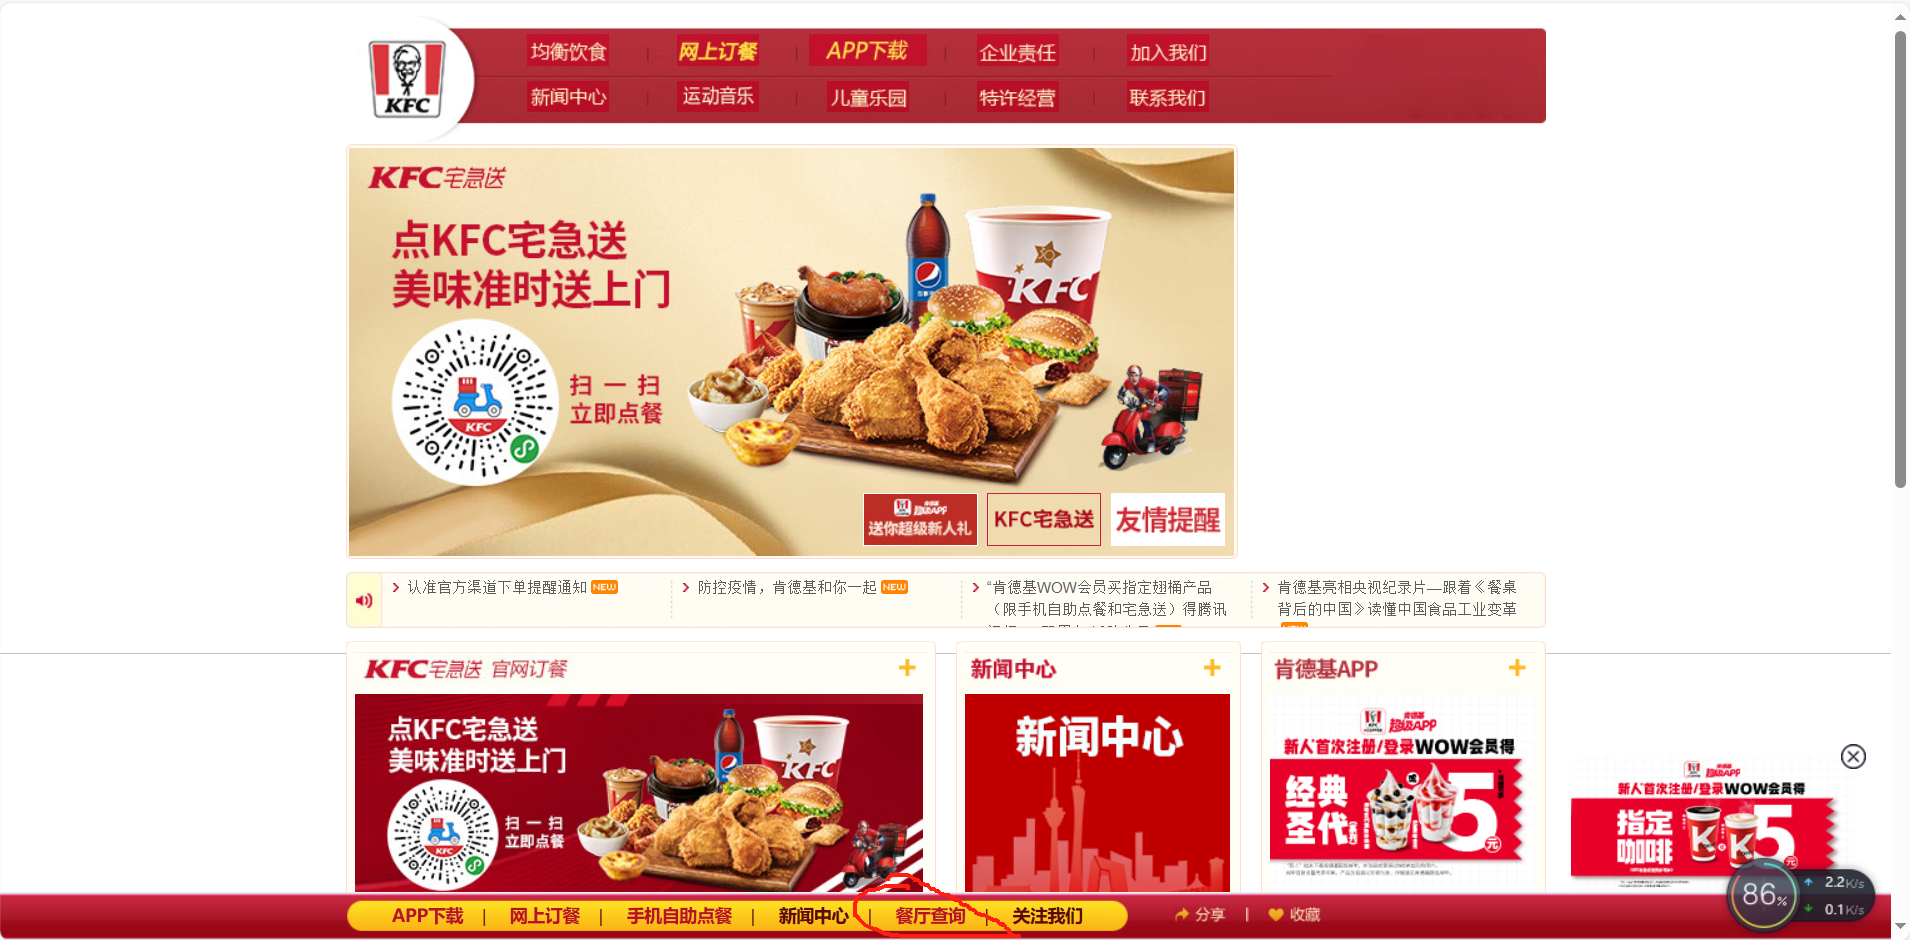 均衡饮食
网上订餐
APP下载
企业责任
加入我们
KFC
新闻中心
运动音乐
儿童乐园
特许经营
联系我们
KFC宅急送
点KFC宅急送
美味准时送上门
扫一扫
立即点餐
KFC
KFC
送你超级新人礼
KFC宅急送
友情提醒
认准官方渠道下单提醒通知 NEW
防控疫情，肯德基和你一起 NEW
“肯德基WOW会员买指定翅桶产品
（限手机自助点餐和宅急送）得腾讯
肯德基亮相央视纪录片—跟着《餐桌
背后的中国》读懂中国食品工业变革
KFC宅急送 官网订餐
点KFC宅急送
美味准时送上门
扫一扫
立即点餐
KFC
KFC
新闻中心
新闻中心
肯德基APP
肯德基
超级APP
新人首次注册/登录WOW会员得
经典
圣代
5
元
肯德基
超级APP
新人首次注册/登录WOW会员得
指定
咖啡
5
元
86%
2.2K/s
0.1K/s
APP下载 | 网上订餐 | 手机自助点餐 | 新闻中心 | 餐厅查询 | 关注我们
分享 | 收藏